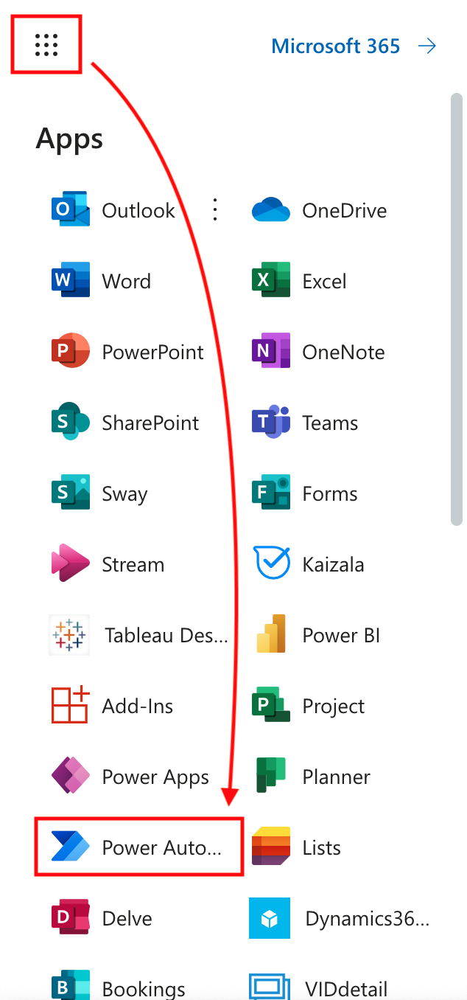 Microsoft 365
Apps
Outlook
OneDrive
Word
Excel
PowerPoint
OneNote
SharePoint
Teams
Sway
Forms
Stream
Kaizala
Tableau Des...
Power BI
Add-Ins
Project
Power Apps
Planner
Power Auto...
Lists
Delve
Dynamics36...
Bookings
VIDdetail